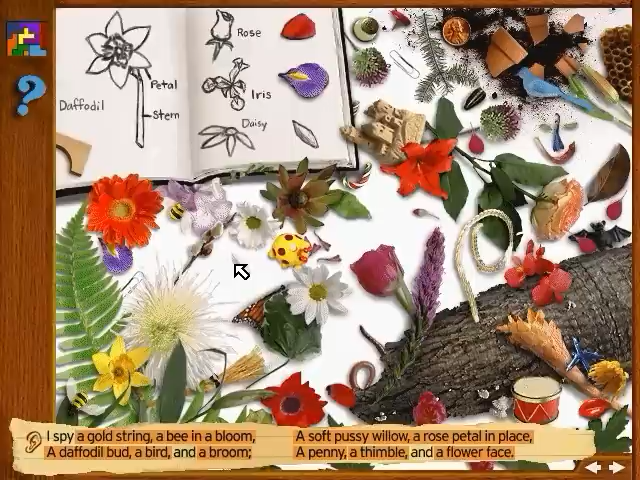 Rose
Petal
Iris
Daffodil
Stem
Daisy
I spy a gold string, a bee in a bloom,
A daffodil bud, a bird, and a broom;
A soft pussy willow, a rose petal in place,
A penny, a thimble, and a flower face.